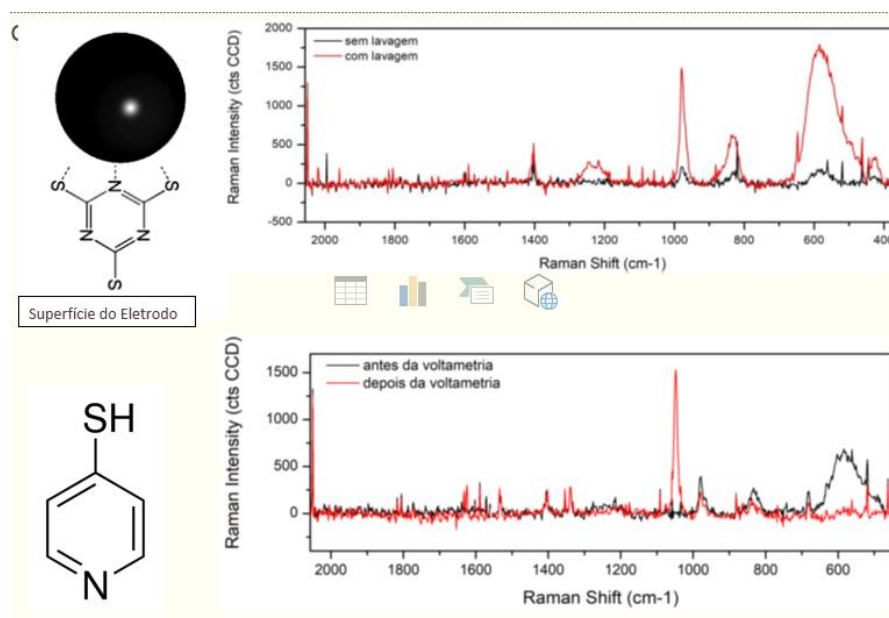 2000
sem lavagem
com lavagem
1500
1000
500
0
-500
Raman Intensity (cts CCD)
2000 1800 1600 1400 1200 1000 800 600 400
Raman Shift (cm-1)
S N S
N N
S
Superfície do Eletrodo
1500
antes da voltametria
depois da voltametria
1000
500
0
Raman Intensity (cts CCD)
2000 1800 1600 1400 1200 1000 800 600
Raman Shift (cm-1)
SH
N